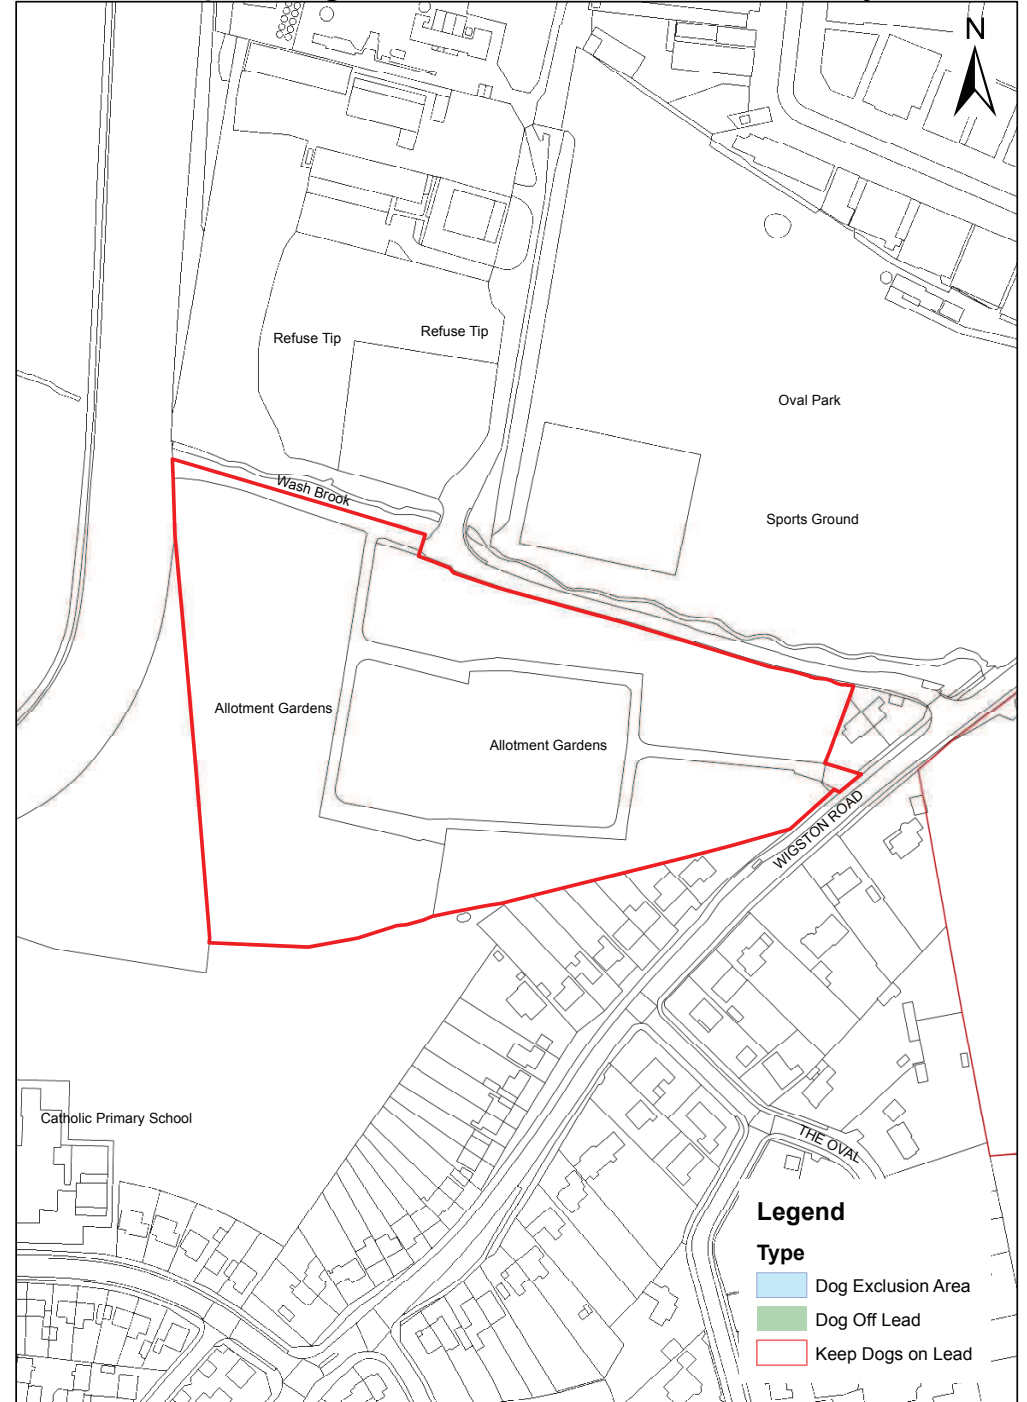 N
Refuse Tip
Refuse Tip
Oval Park
Wash Brook
Sports Ground
Allotment Gardens
Allotment Gardens
WIGSTON ROAD
Catholic Primary School
THE OVAL
Legend
Type
Dog Exclusion Area
Dog Off Lead
Keep Dogs on Lead